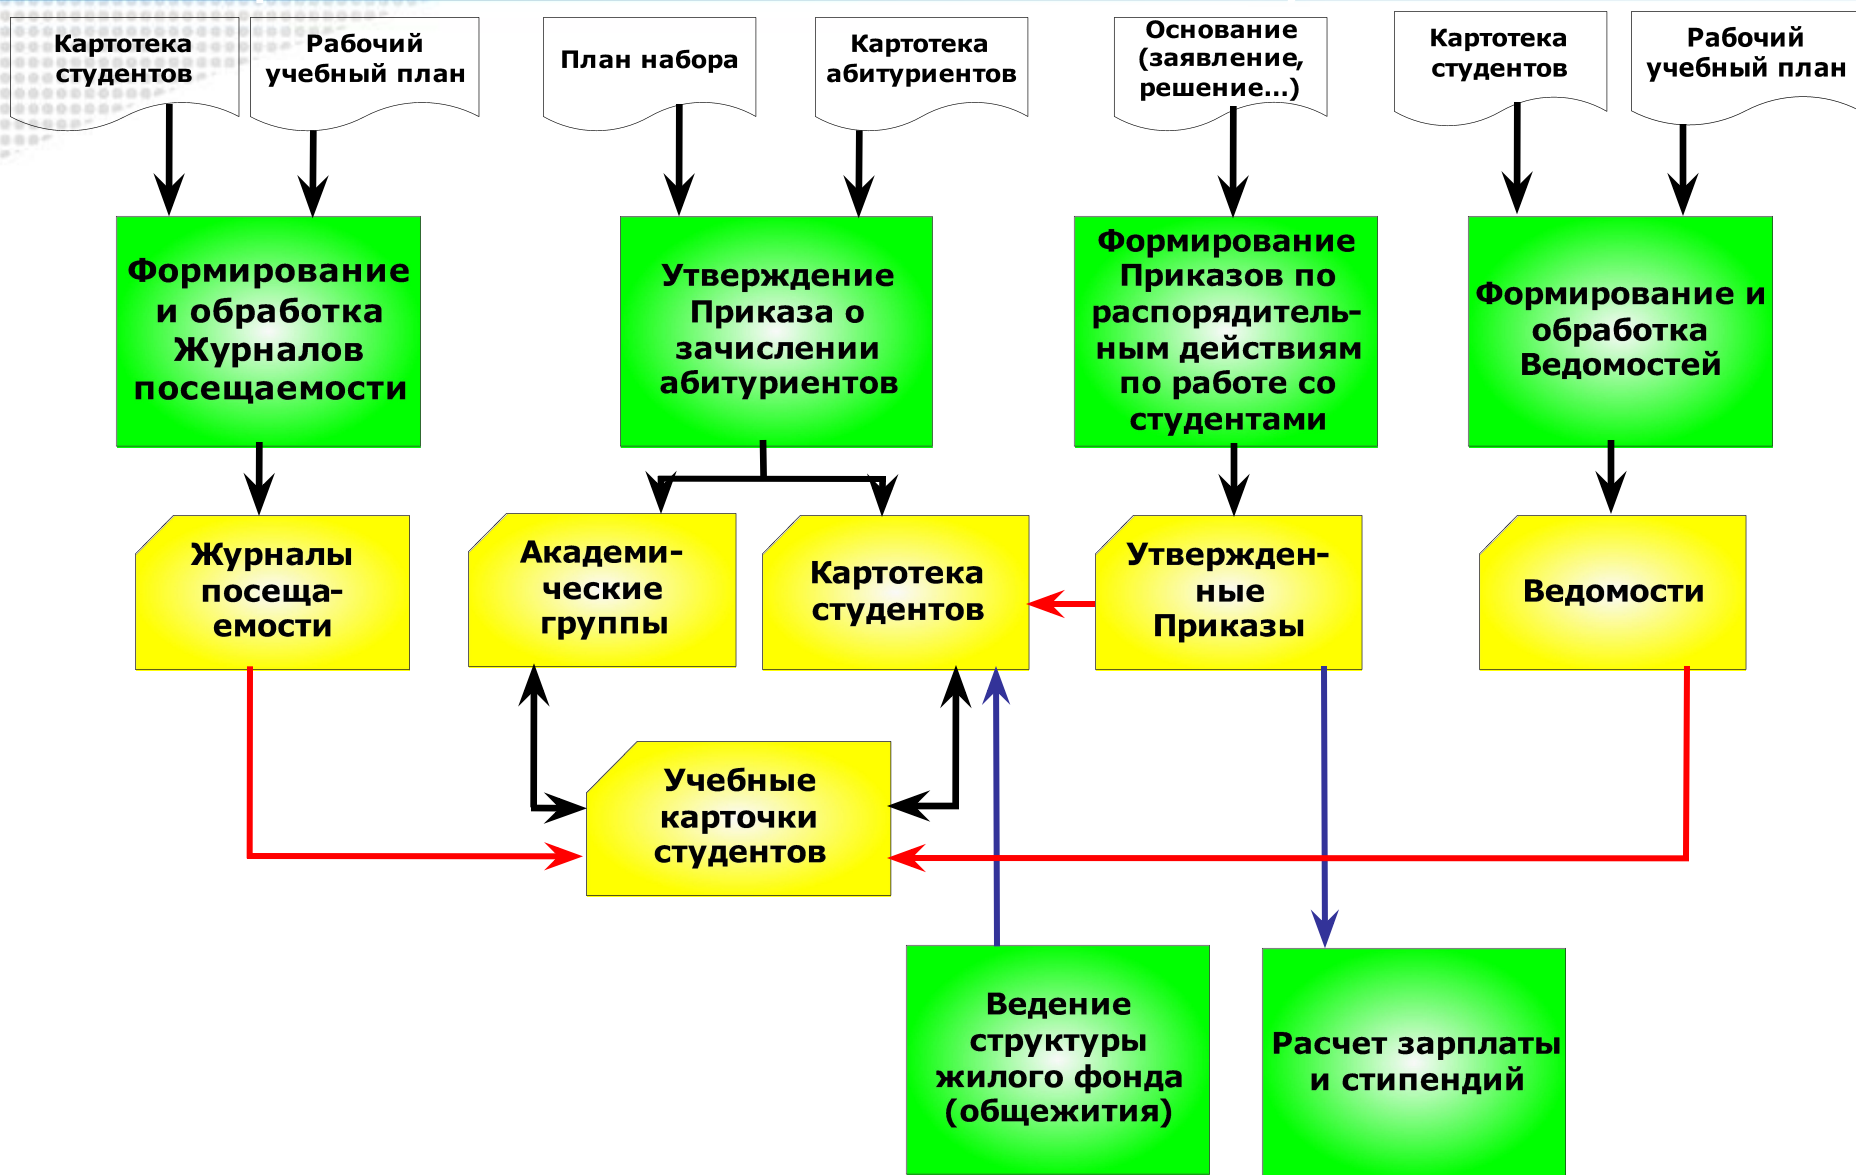 Картотека
студентов
Рабочий
учебный план
План набора
Картотека
абитуриентов
Основание
(заявление,
решение...)
Картотека
студентов
Рабочий
учебный план
Формирование
и обработка
Журналов
посещаемости
Утверждение
Приказа о
зачислении
абитуриентов
Формирование
Приказов по
распорядитель-
ным действиям
по работе со
студентами
Формирование и
обработка
Ведомостей
Журналы
посеща-
емости
Академи-
ческие
группы
Картотека
студентов
Утвержден-
ные
Приказы
Ведомости
Учебные
карточки
студентов
Ведение
структуры
жилого фонда
(общежития)
Расчет зарплаты
и стипендий